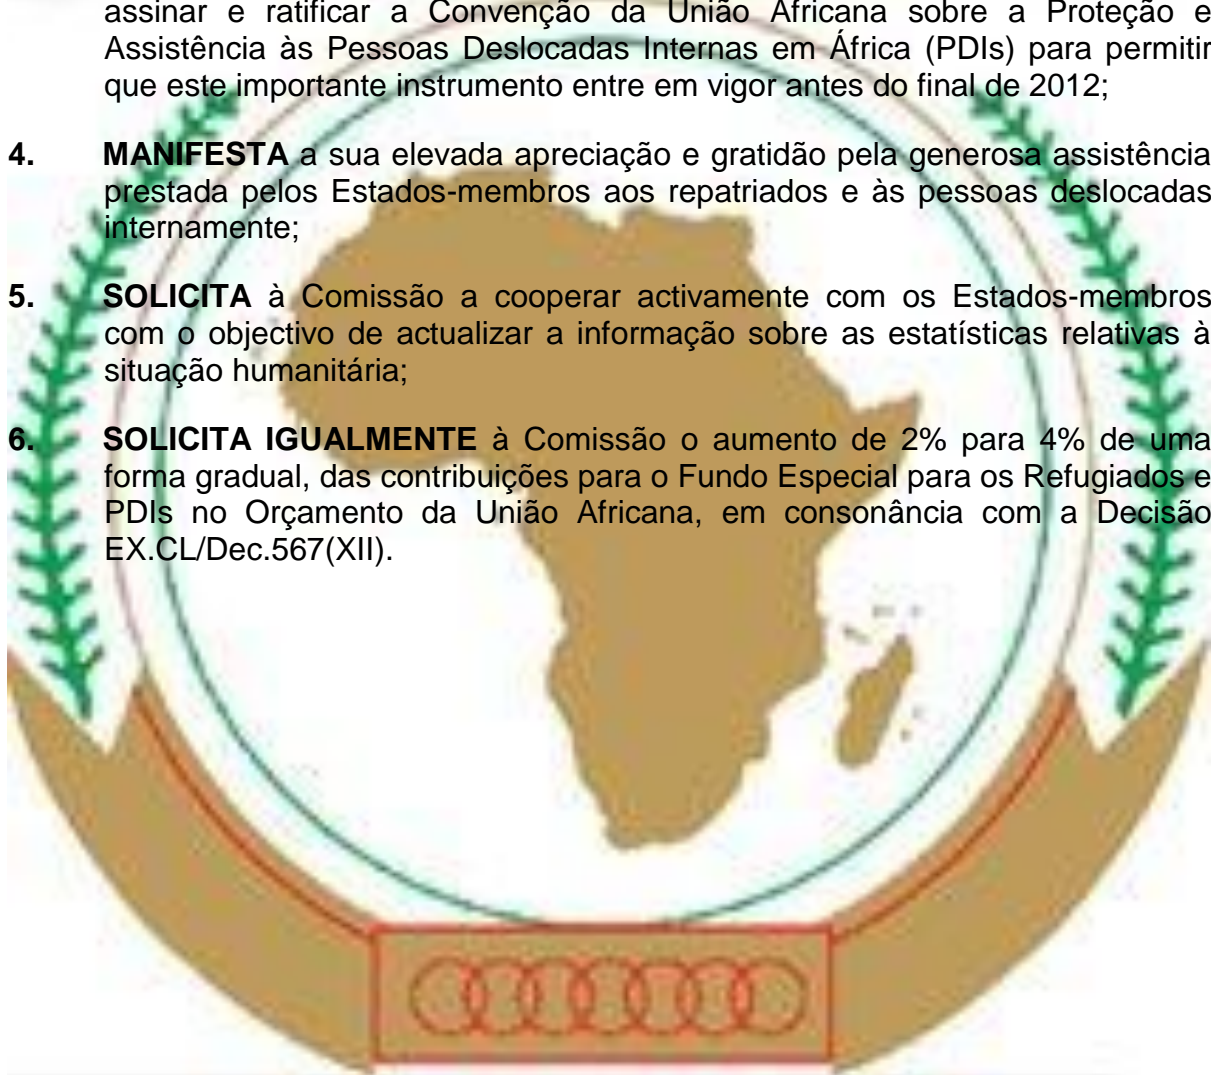 assinar e ratificar a Convenção da União Africana sobre a Proteção e
Assistência às Pessoas Deslocadas Internas em África (PDIs) para permitir
que este importante instrumento entre em vigor antes do final de 2012;
4. MANIFESTA a sua elevada apreciação e gratidão pela generosa assistência
prestada pelos Estados-membros aos repatriados e às pessoas deslocadas
internamente;
5. SOLICITA à Comissão a cooperar activamente com os Estados-membros
com o objectivo de actualizar a informação sobre as estatísticas relativas à
situação humanitária;
6. SOLICITA IGUALMENTE à Comissão o aumento de 2% para 4% de uma
forma gradual, das contribuições para o Fundo Especial para os Refugiados e
PDIs no Orçamento da União Africana, em consonância com a Decisão
EX.CL/Dec.567(XII).